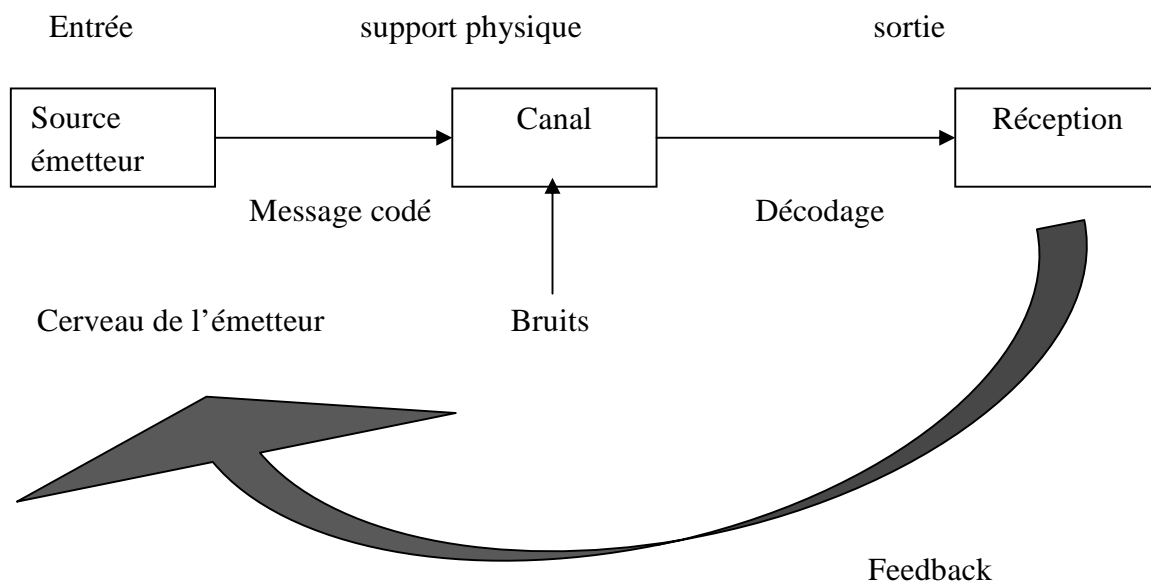 Entrée support physique sortie
Source
émetteur
Canal
Réception
Message codé
Décodage
Cerveau de l’émetteur
Bruits
Feedback